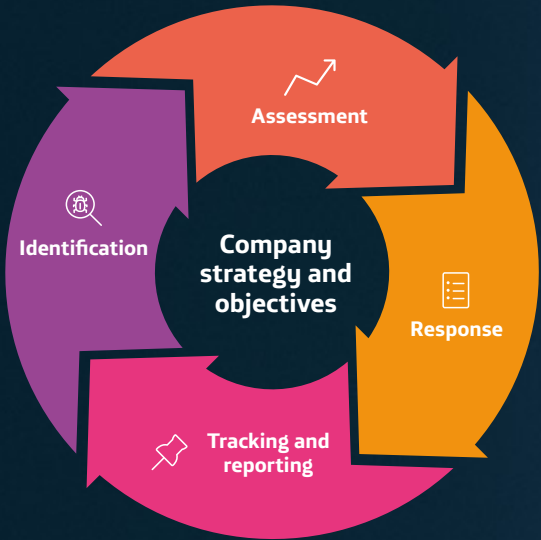 Assessment
Identification
Company
strategy and
objectives
Response
Tracking and
reporting